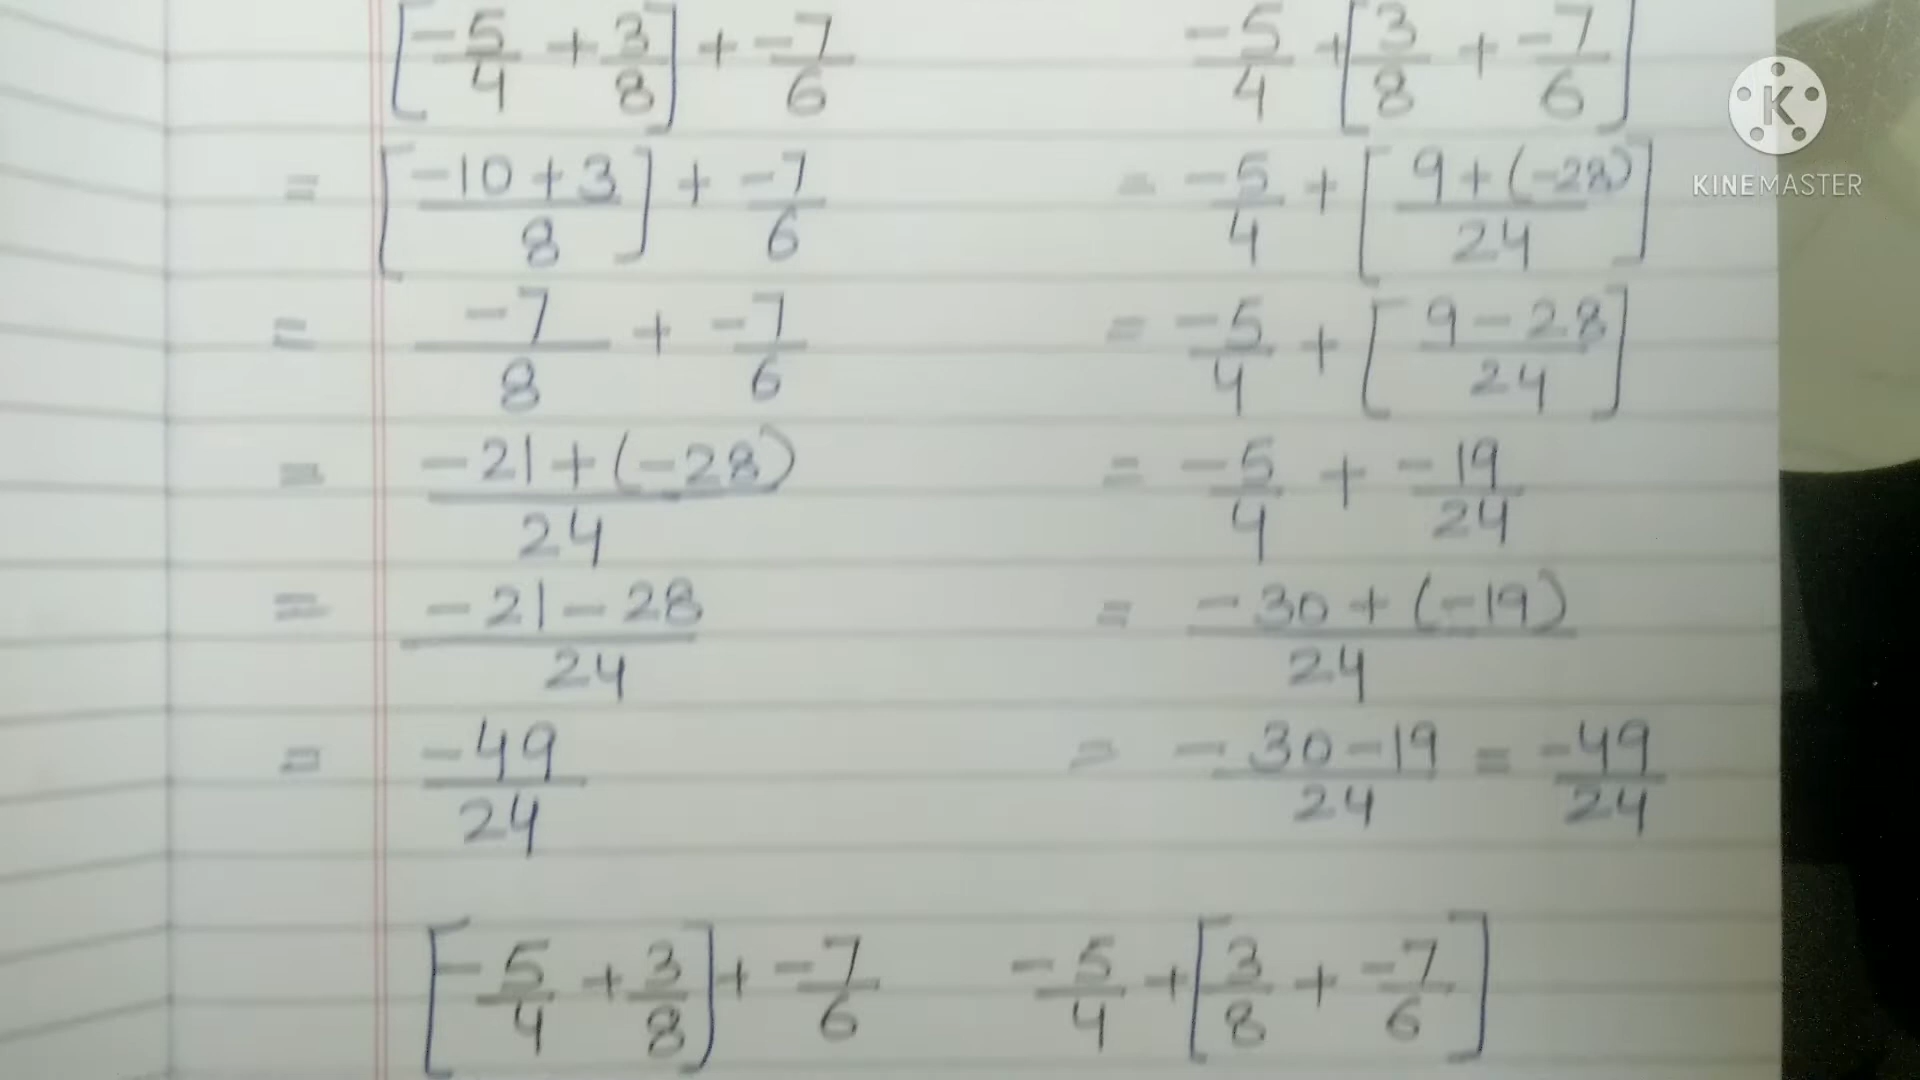 [-5/4 + 3/8] + -7/6
= [-10 + 3/8] + -7/6
= -7/8 + -7/6
= -21 + (-28)/24
= -21 - 28/24
= -49/24
-5/4 + [3/8 + -7/6]
= -5/4 + [9 + (-28)/24]
= -5/4 + [9 - 28/24]
= -5/4 + -19/24
= -30 + (-19)/24
= -30 - 19/24 = -49/24
[-5/4 + 3/8] + -7/6 -5/4 + [3/8 + -7/6]
K
KINEMASTER